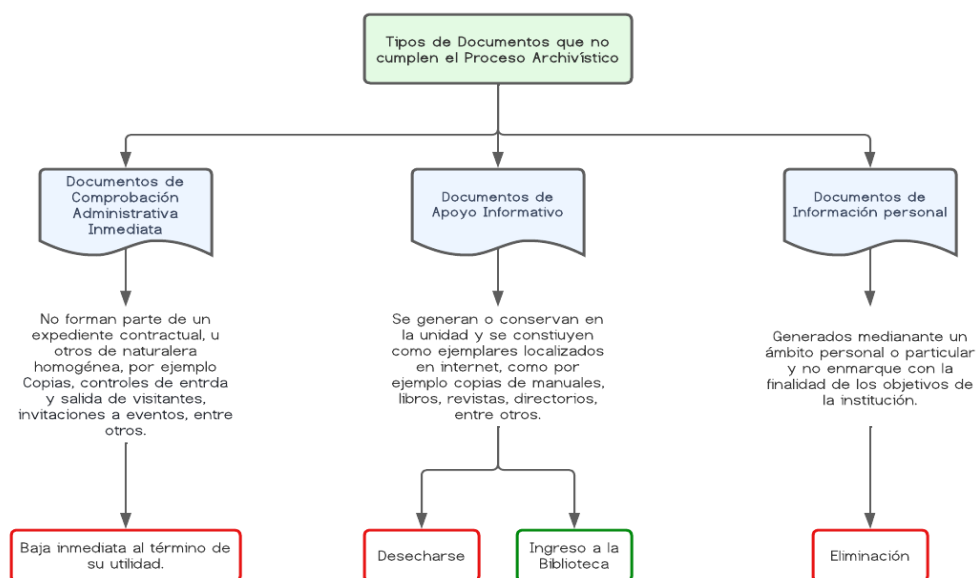 Tipos de Documentos que no
cumplen el Proceso Archivístico
Documentos de
Comprobación
Administrativa
Inmediata
Documentos de
Apoyo Informativo
Documentos de
Información personal
No forman parte de un
expediente contractual, u
otros de naturalera
homogénea, por ejemplo
Copias, controles de entrda
y salida de visitantes,
invitaciones a eventos, entre
otros.
Se generan o conservan en
la unidad y se constiuyen
como ejemplares localizados
en internet, como por
ejemplo copias de manuales,
libros, revistas, directorios,
entre otros.
Generados medianante un
ámbito personal o particular
y no enmarque con la
finalidad de los objetivos de
la institución.
Baja inmediata al término de
su utilidad.
Desecharse
Ingreso a la
Biblioteca
Eliminación